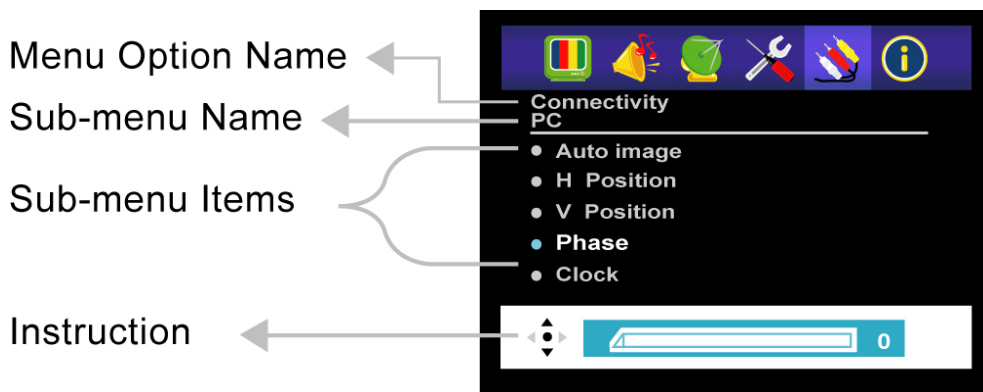 Menu Option Name
Connectivity
Sub-menu Name
PC
Sub-menu Items
Auto image
H Position
V Position
Phase
Clock
Instruction
0